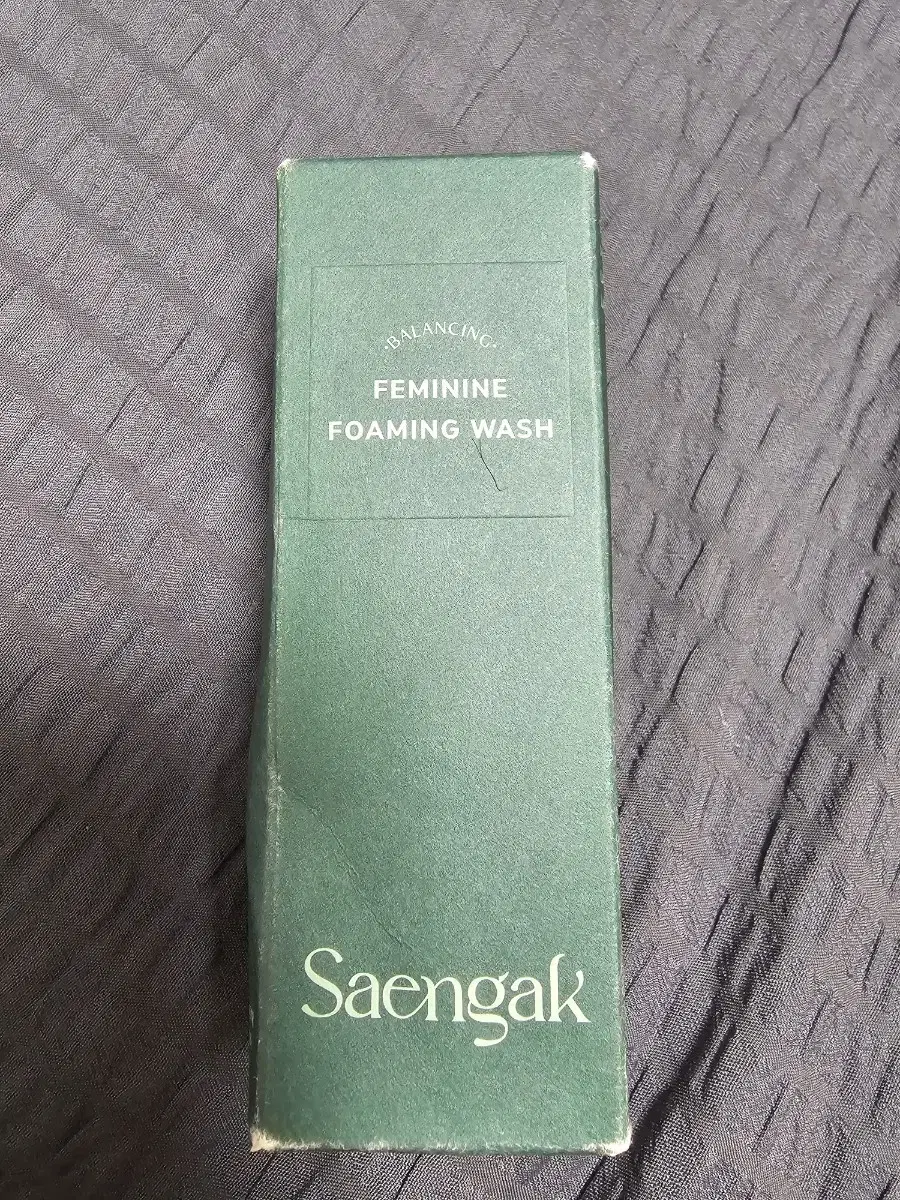 ·BALANCING·
FEMININE
FOAMING WASH
Saengak